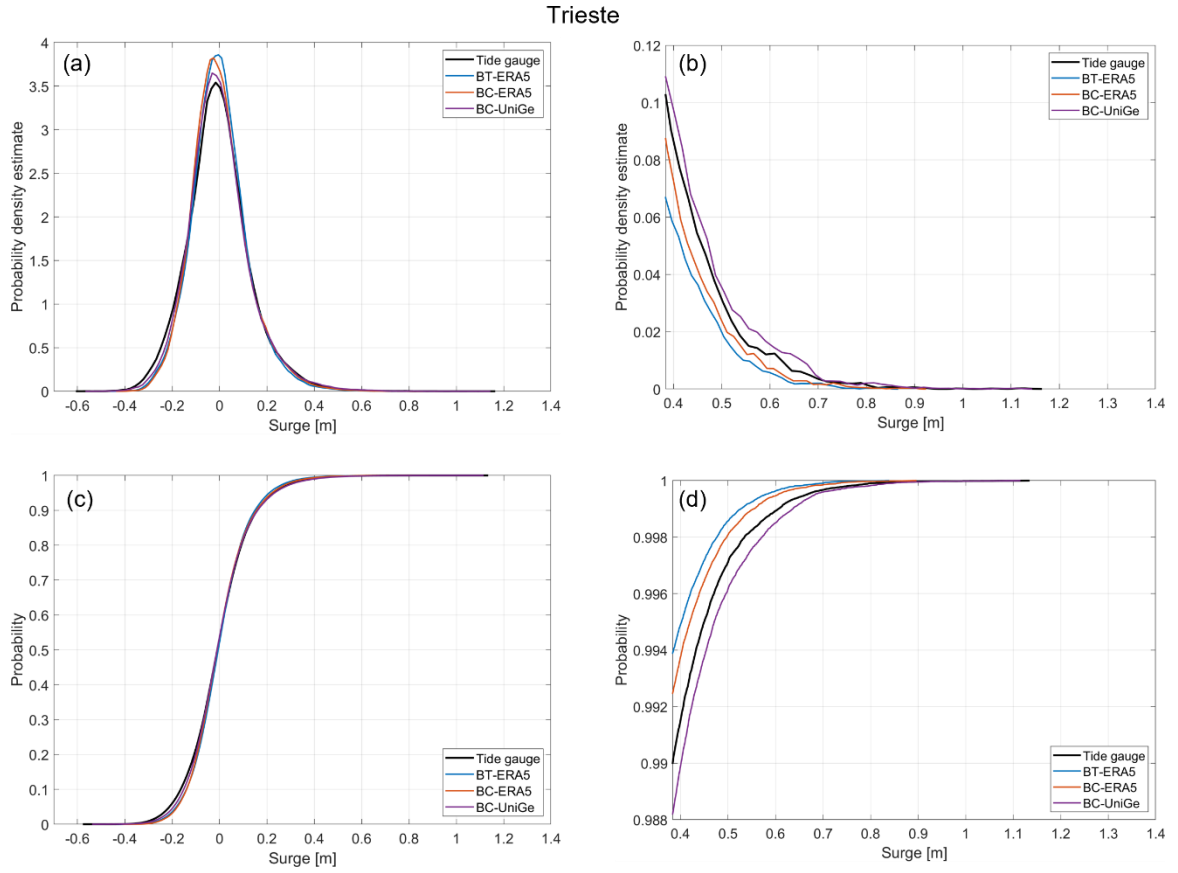 Trieste
(a)
Tide gauge
BT-ERA5
BC-ERA5
BC-UniGe
Probability density estimate
4
3.5
3
2.5
2
1.5
1
0.5
0
-0.6 -0.4 -0.2 0 0.2 0.4 0.6 0.8 1 1.2 1.4
Surge [m]
(b)
Tide gauge
BT-ERA5
BC-ERA5
BC-UniGe
Probability density estimate
0.12
0.1
0.08
0.06
0.04
0.02
0
0.4 0.5 0.6 0.7 0.8 0.9 1 1.1 1.2 1.3 1.4
Surge [m]
(c)
Probability
1
0.9
0.8
0.7
0.6
0.5
0.4
0.3
0.2
0.1
0
Tide gauge
BT-ERA5
BC-ERA5
BC-UniGe
-0.6 -0.4 -0.2 0 0.2 0.4 0.6 0.8 1 1.2 1.4
Surge [m]
(d)
Probability
1
0.998
0.996
0.994
0.992
0.99
0.988
Tide gauge
BT-ERA5
BC-ERA5
BC-UniGe
0.4 0.5 0.6 0.7 0.8 0.9 1 1.1 1.2 1.3 1.4
Surge [m]